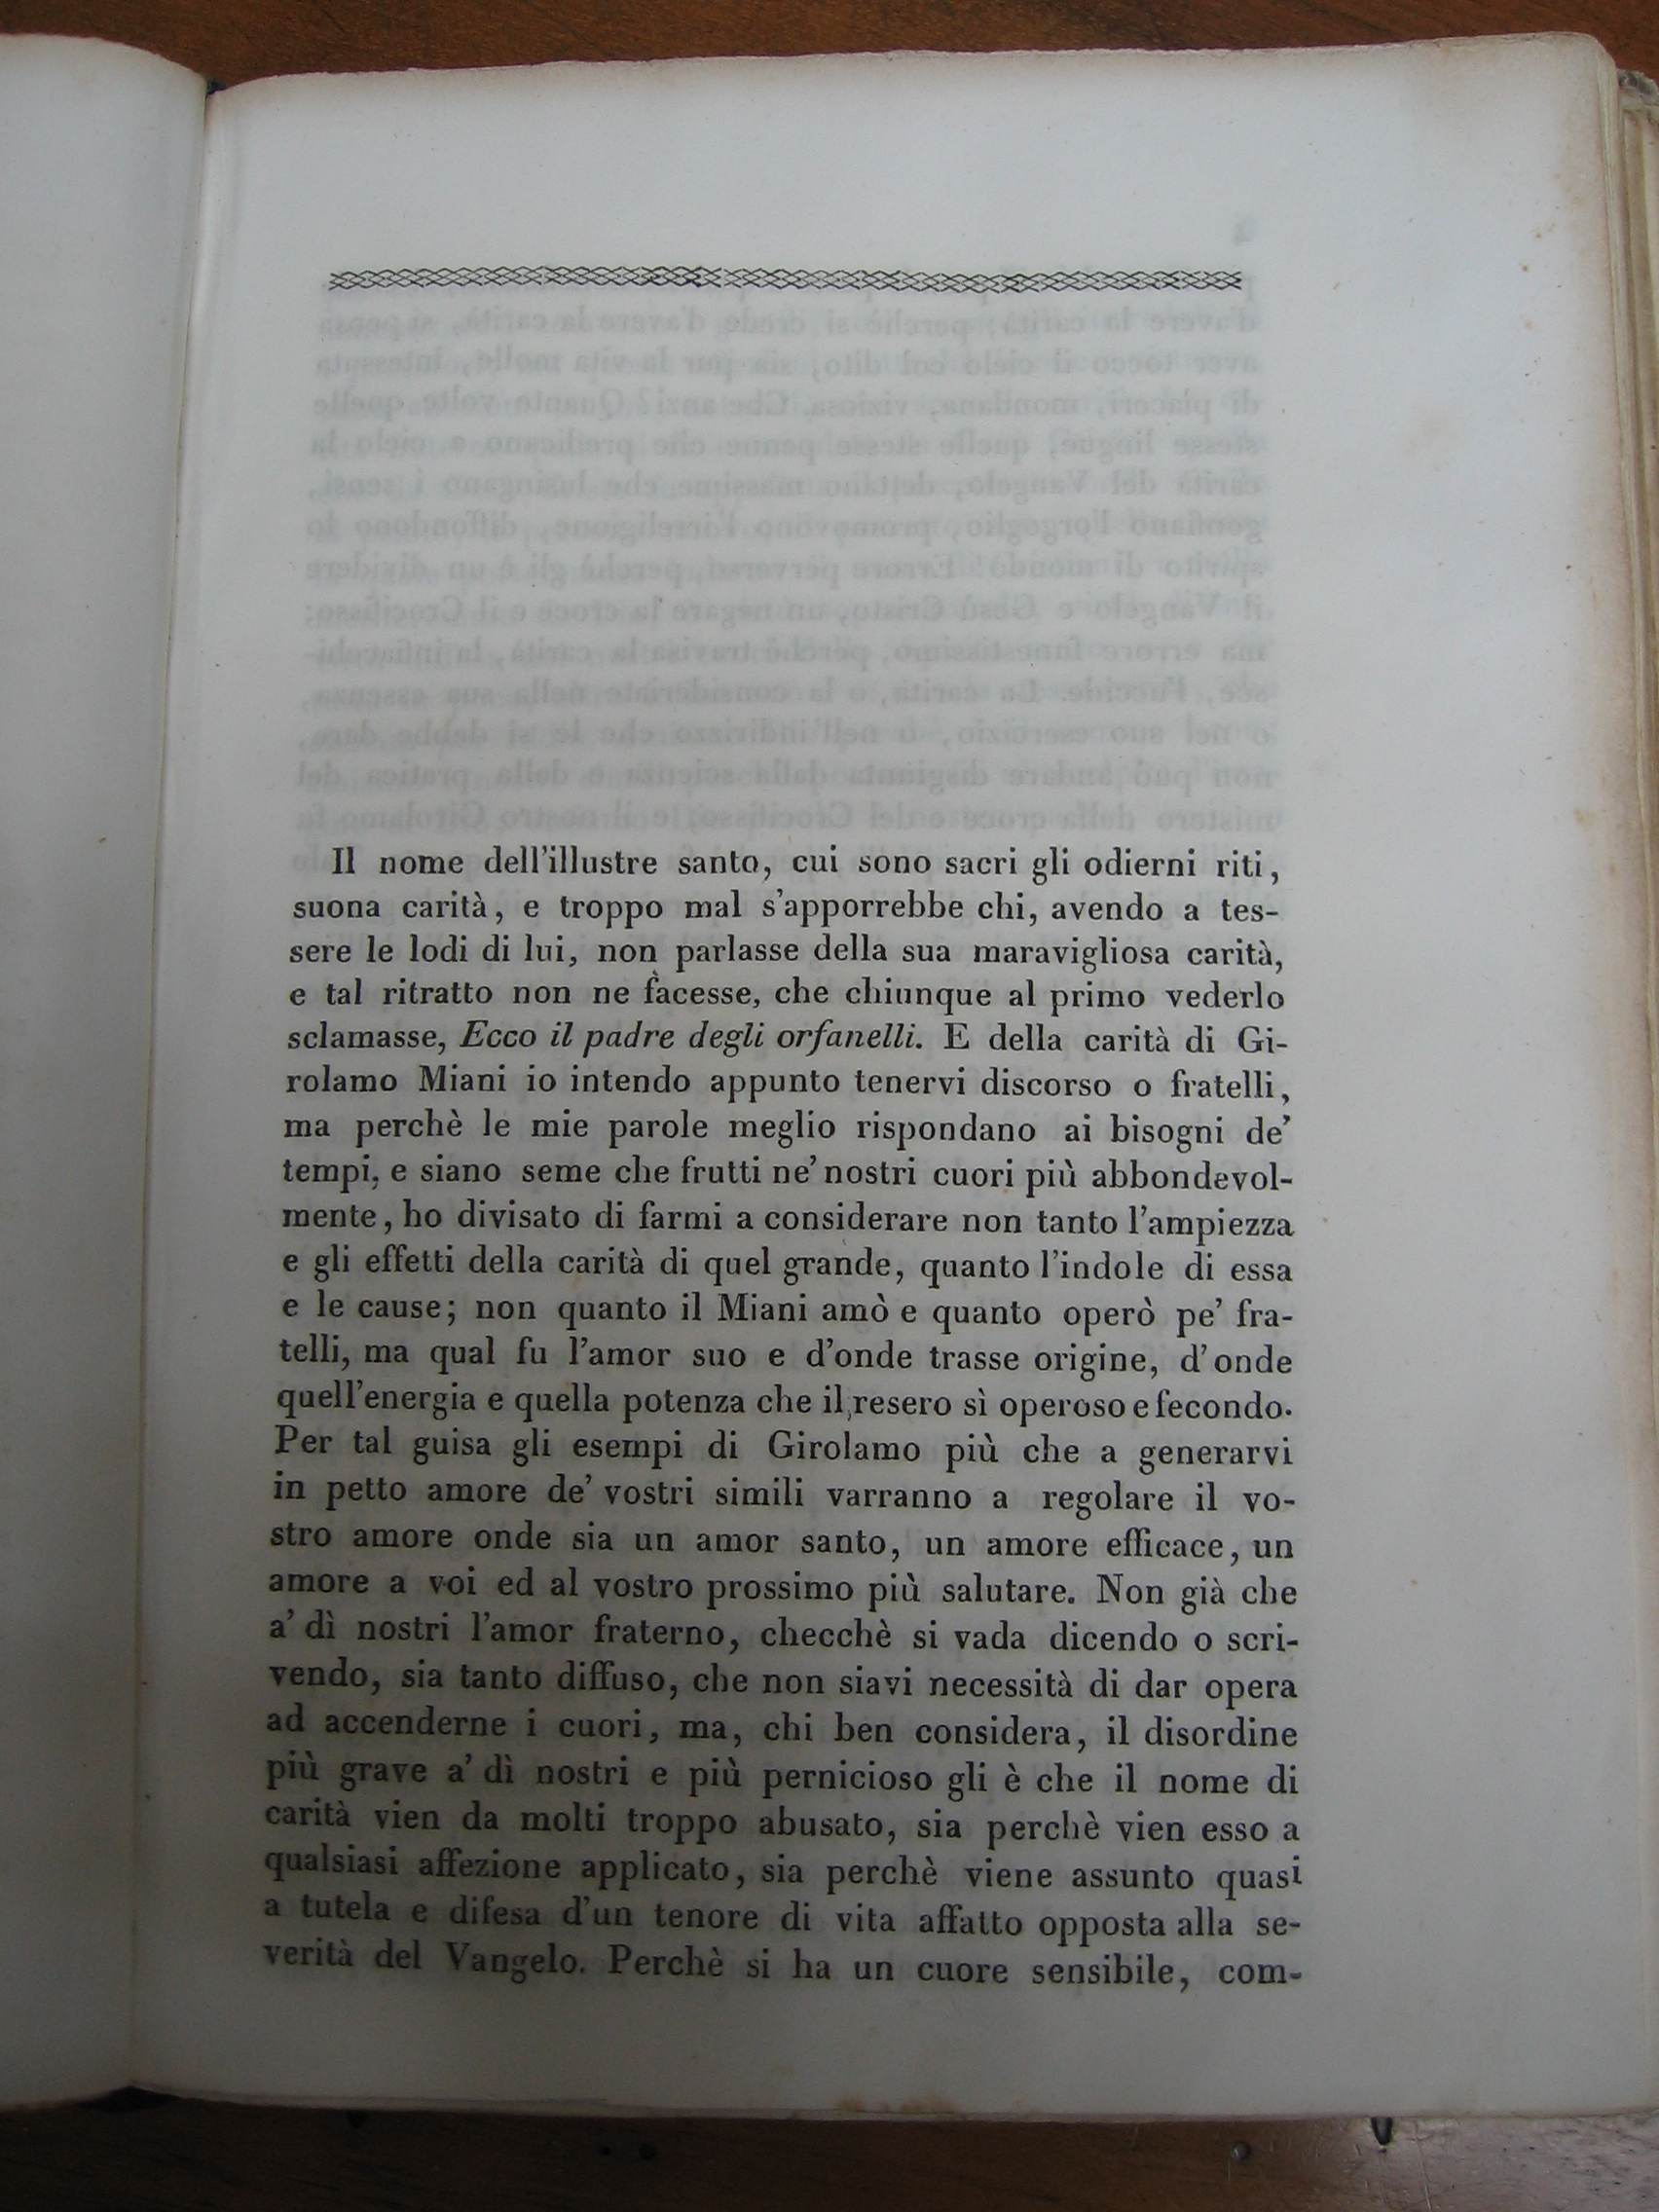 Il nome dell'illustre santo, cui sono sacri gli odierni riti,
suona carità, e troppo mal s'apporrebbe chi, avendo a tes-
sere le lodi di lui, non parlasse della sua maravigliosa carità,
e tal ritratto non ne facesse, che chiunque al primo vederlo
sclamasse, Ecco il padre degli orfanelli. E della carità di Gi-
rolamo Miani io intendo appunto tenervi discorso o fratelli,
ma perchè le mie parole meglio rispondano ai bisogni de'
tempi, e siano seme che frutti ne' nostri cuori più abbondevol-
mente, ho divisato di farmi a considerare non tanto l'ampiezza
e gli effetti della carità di quel grande, quanto l'indole di essa
e le cause; non quanto il Miani amò e quanto operò pe' fra-
telli, ma qual fu l'amor suo e d'onde trasse origine, d'onde
quell'energia e quella potenza che il resero sì operoso e fecondo.
Per tal guisa gli esempi di Girolamo più che a generarvi
in petto amore de' vostri simili varranno a regolare il vo-
stro amore onde sia un amor santo, un amore efficace, un
amore a voi ed al vostro prossimo più salutare. Non già che
a' dì nostri l'amor fraterno, checchè si vada dicendo o scri-
vendo, sia tanto diffuso, che non siavi necessità di dar opera
ad accenderne i cuori, ma, chi ben considera, il disordine
più grave a' dì nostri e più pernicioso gli è che il nome di
carità vien da molti troppo abusato, sia perchè vien esso a
qualsiasi affezione applicato, sia perchè viene assunto quasi
a tutela e difesa d'un tenore di vita affatto opposta alla se-
verità del Vangelo. Perchè si ha un cuore sensibile, com-